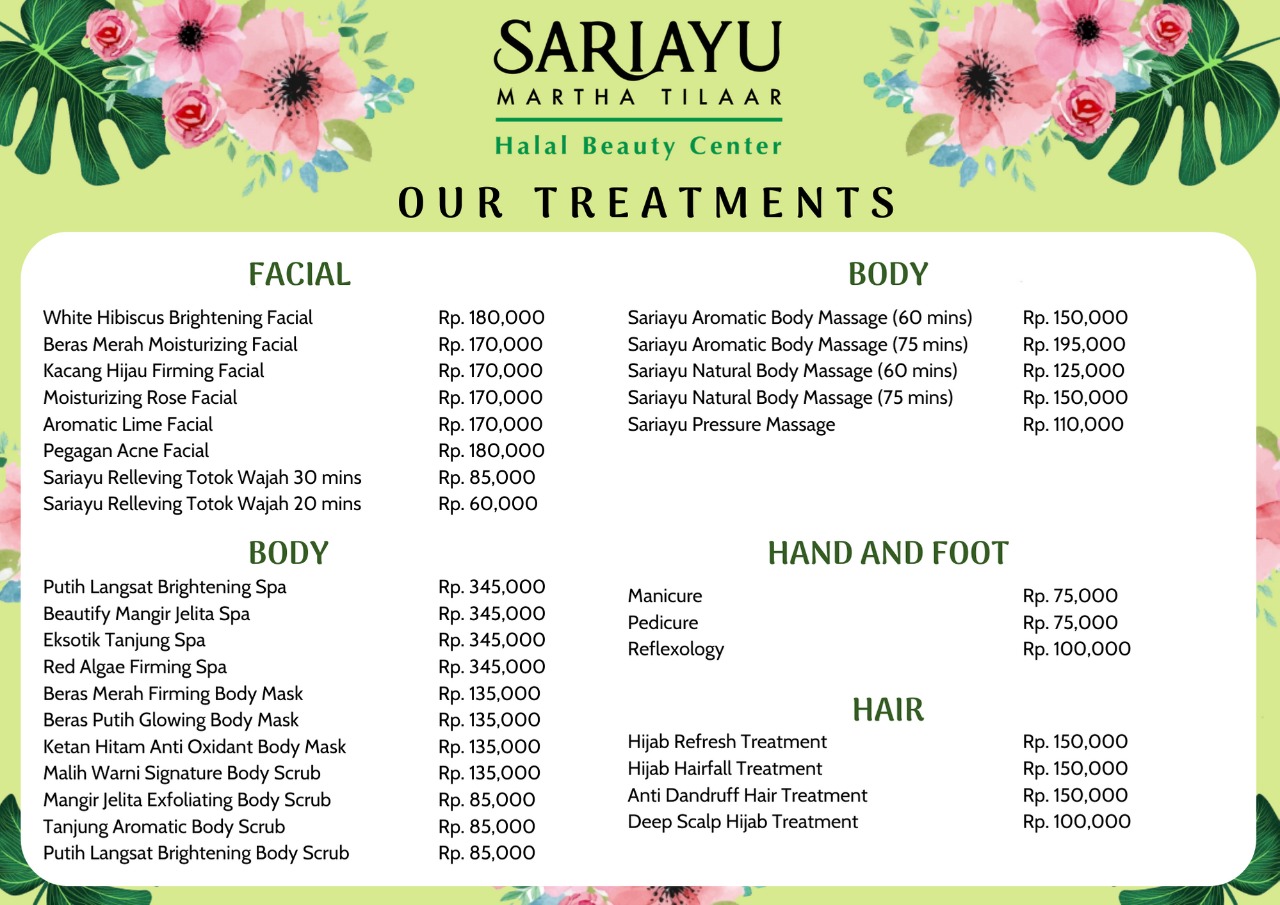 SARIAYU
MARTHA TILAAR
Halal Beauty Center
OUR TREATMENTS
FACIAL
White Hibiscus Brightening Facial Rp. 180,000
Beras Merah Moisturizing Facial Rp. 170,000
Kacang Hijau Firming Facial Rp. 170,000
Moisturizing Rose Facial Rp. 170,000
Aromatic Lime Facial Rp. 170,000
Pegagan Acne Facial Rp. 180,000
Sariayu Relleving Totok Wajah 30 mins Rp. 85,000
Sariayu Relleving Totok Wajah 20 mins Rp. 60,000
BODY
Putih Langsat Brightening Spa Rp. 345,000
Beautify Mangir Jelita Spa Rp. 345,000
Eksotik Tanjung Spa Rp. 345,000
Red Algae Firming Spa Rp. 345,000
Beras Merah Firming Body Mask Rp. 135,000
Beras Putih Glowing Body Mask Rp. 135,000
Ketan Hitam Anti Oxidant Body Mask Rp. 135,000
Malih Warni Signature Body Scrub Rp. 135,000
Mangir Jelita Exfoliating Body Scrub Rp. 85,000
Tanjung Aromatic Body Scrub Rp. 85,000
Putih Langsat Brightening Body Scrub Rp. 85,000
BODY
Sariayu Aromatic Body Massage (60 mins) Rp. 150,000
Sariayu Aromatic Body Massage (75 mins) Rp. 195,000
Sariayu Natural Body Massage (60 mins) Rp. 125,000
Sariayu Natural Body Massage (75 mins) Rp. 150,000
Sariayu Pressure Massage Rp. 110,000
HAND AND FOOT
Manicure Rp. 75,000
Pedicure Rp. 75,000
Reflexology Rp. 100,000
HAIR
Hijab Refresh Treatment Rp. 150,000
Hijab Hairfall Treatment Rp. 150,000
Anti Dandruff Hair Treatment Rp. 150,000
Deep Scalp Hijab Treatment Rp. 100,000